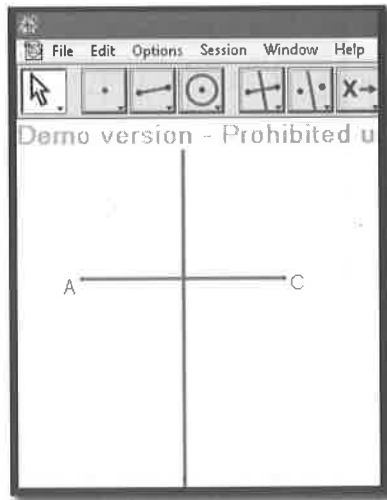 File Edit Options Session Window Help
X
Demo version - Prohibited u
A
C